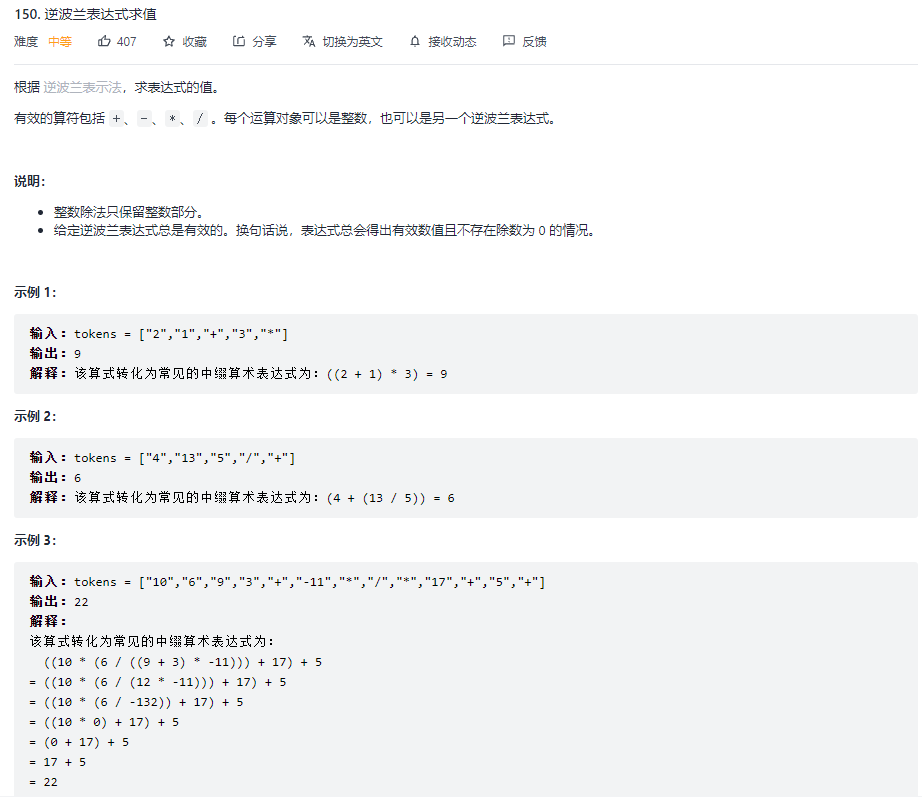 150. 逆波兰表达式求值
难度 中等 407 收藏 分享 切换为英文 接收动态 反馈
根据 逆波兰表示法，求表达式的值。
有效的算符包括 +、-、*、/ 。每个运算对象可以是整数，也可以是另一个逆波兰表达式。
说明：
• 整数除法只保留整数部分。
• 给定逆波兰表达式总是有效的。换句话说，表达式总会得出有效数值且不存在除数为 0 的情况。
示例 1：
输入：tokens = ["2","1","+","3","*"]
输出：9
解释：该算式转化为常见的中缀算术表达式为：((2 + 1) * 3) = 9
示例 2：
输入：tokens = ["4","13","5","/","+"]
输出：6
解释：该算式转化为常见的中缀算术表达式为：(4 + (13 / 5)) = 6
示例 3：
输入：tokens = ["10","6","9","3","+","-11","*","/","*","17","+","5","+"]
输出：22
解释：
该算式转化为常见的中缀算术表达式为：
((10 * (6 / ((9 + 3) * -11))) + 17) + 5
= ((10 * (6 / (12 * -11))) + 17) + 5
= ((10 * (6 / -132)) + 17) + 5
= ((10 * 0) + 17) + 5
= (0 + 17) + 5
= 17 + 5
= 22